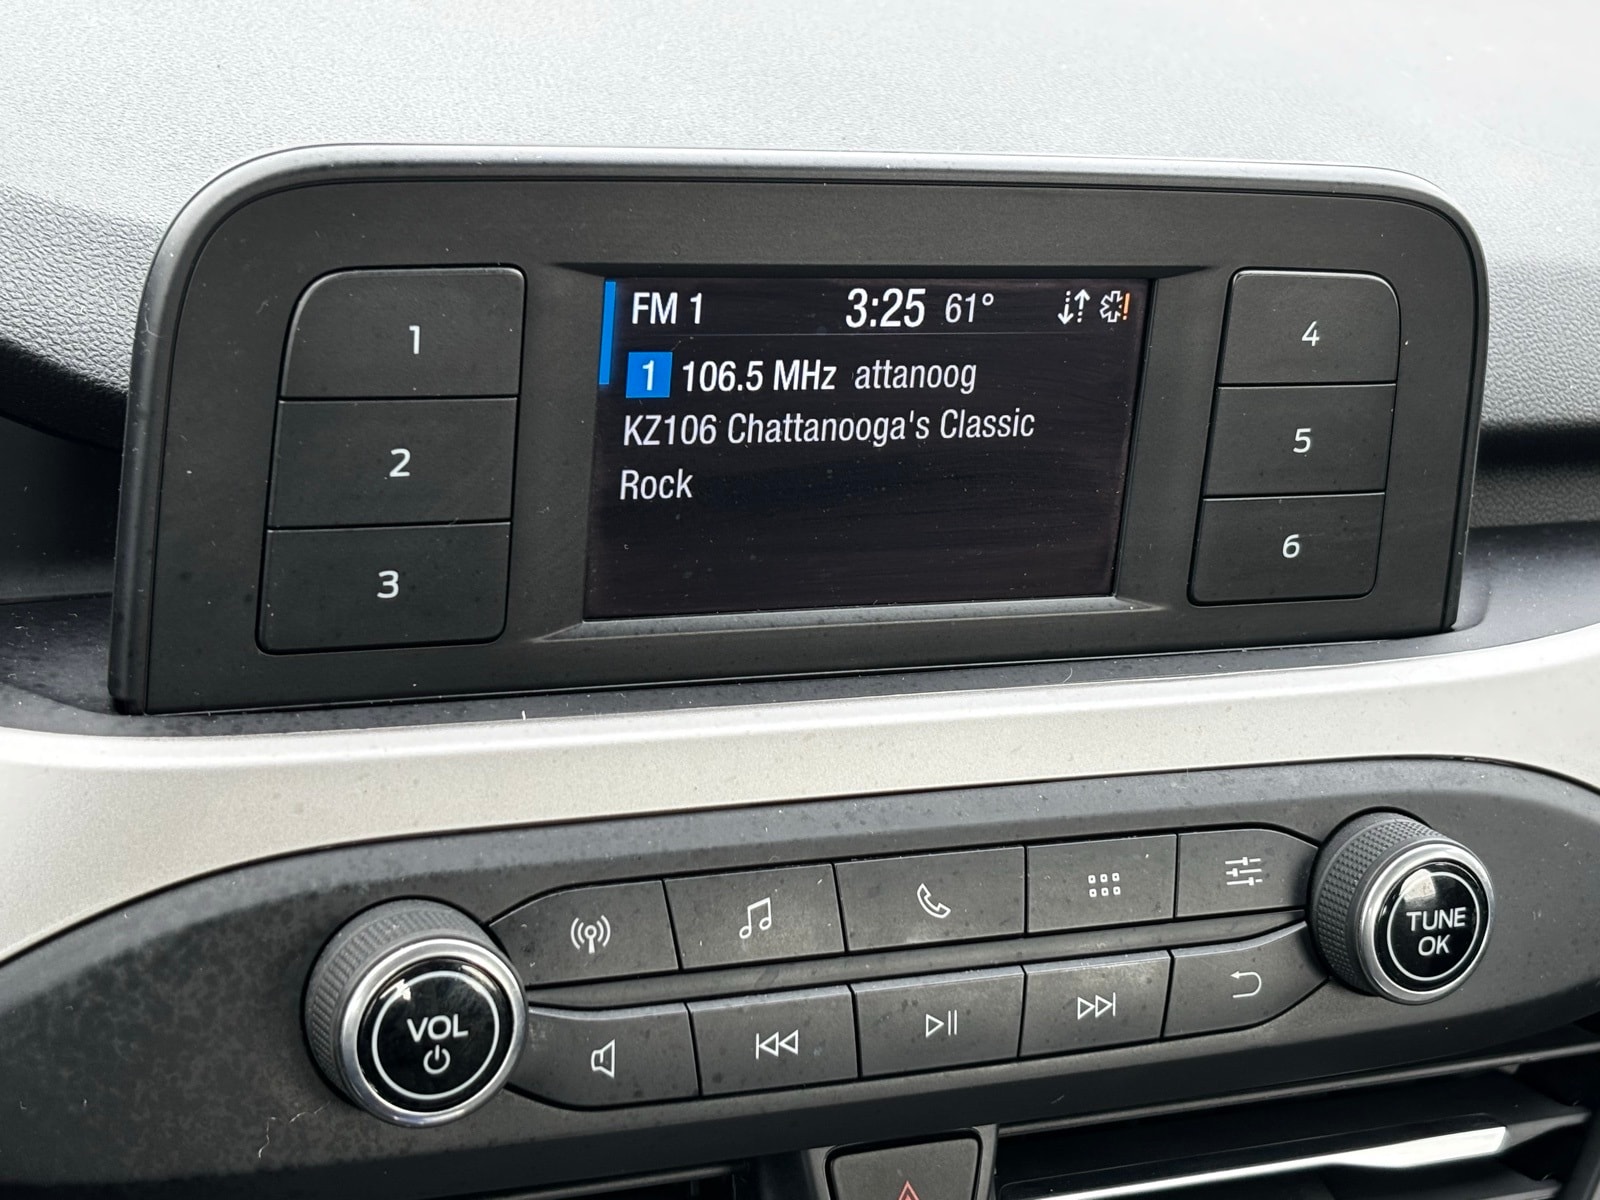 FM 1 3:25 61°
1 106.5 MHz attanoog
KZ106 Chattanooga's Classic
Rock
1
2
3
4
5
6
VOL
TUNE
OK